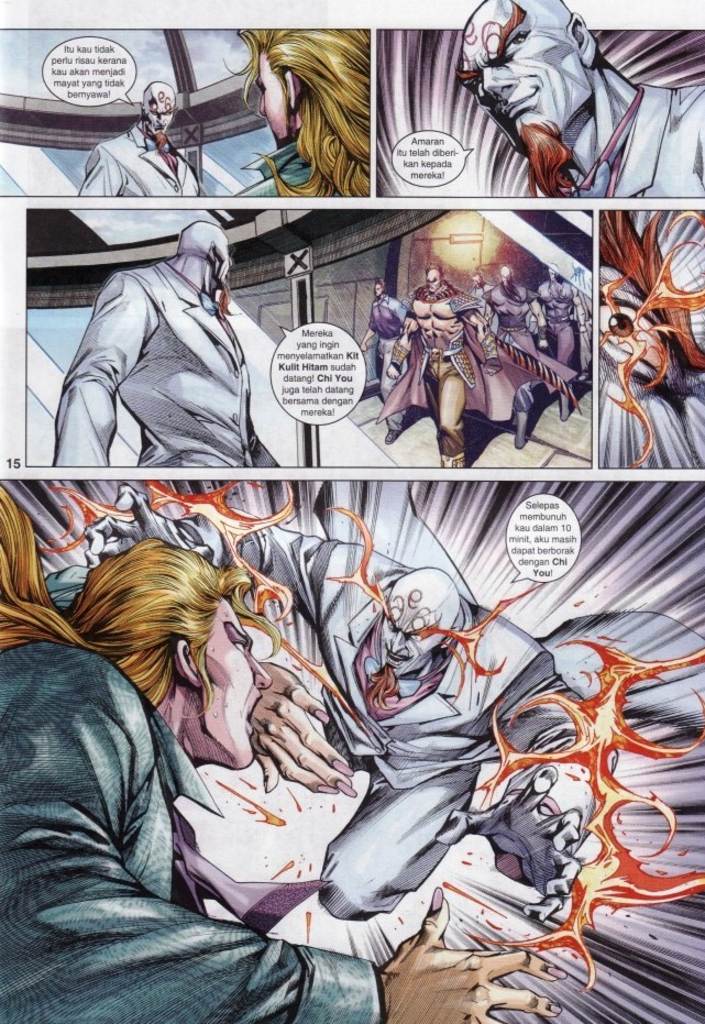 Itu kau tidak
perlu risau kerana
kau akan menjadi
mayat yang tidak
bernyawa!
Amaran
itu telah diberi-
kan kepada
mereka!
Mereka
yang ingin
menyelamatkan Kit
Kulit Hitam sudah
datang! Chi You
juga telah datang
bersama dengan
mereka!
15
Selepas
membunuh
kau dalam 10
minit, aku masih
dapat berborak
dengan Chi
You!